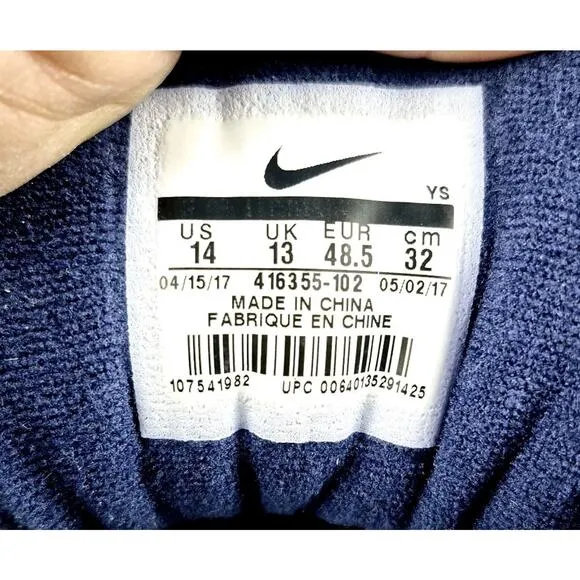 YS
US UK EUR cm
14 13 48.5 32
04/15/17 416355-102 05/02/17
MADE IN CHINA
FABRIQUE EN CHINE
107541982 UPC 00640135291425